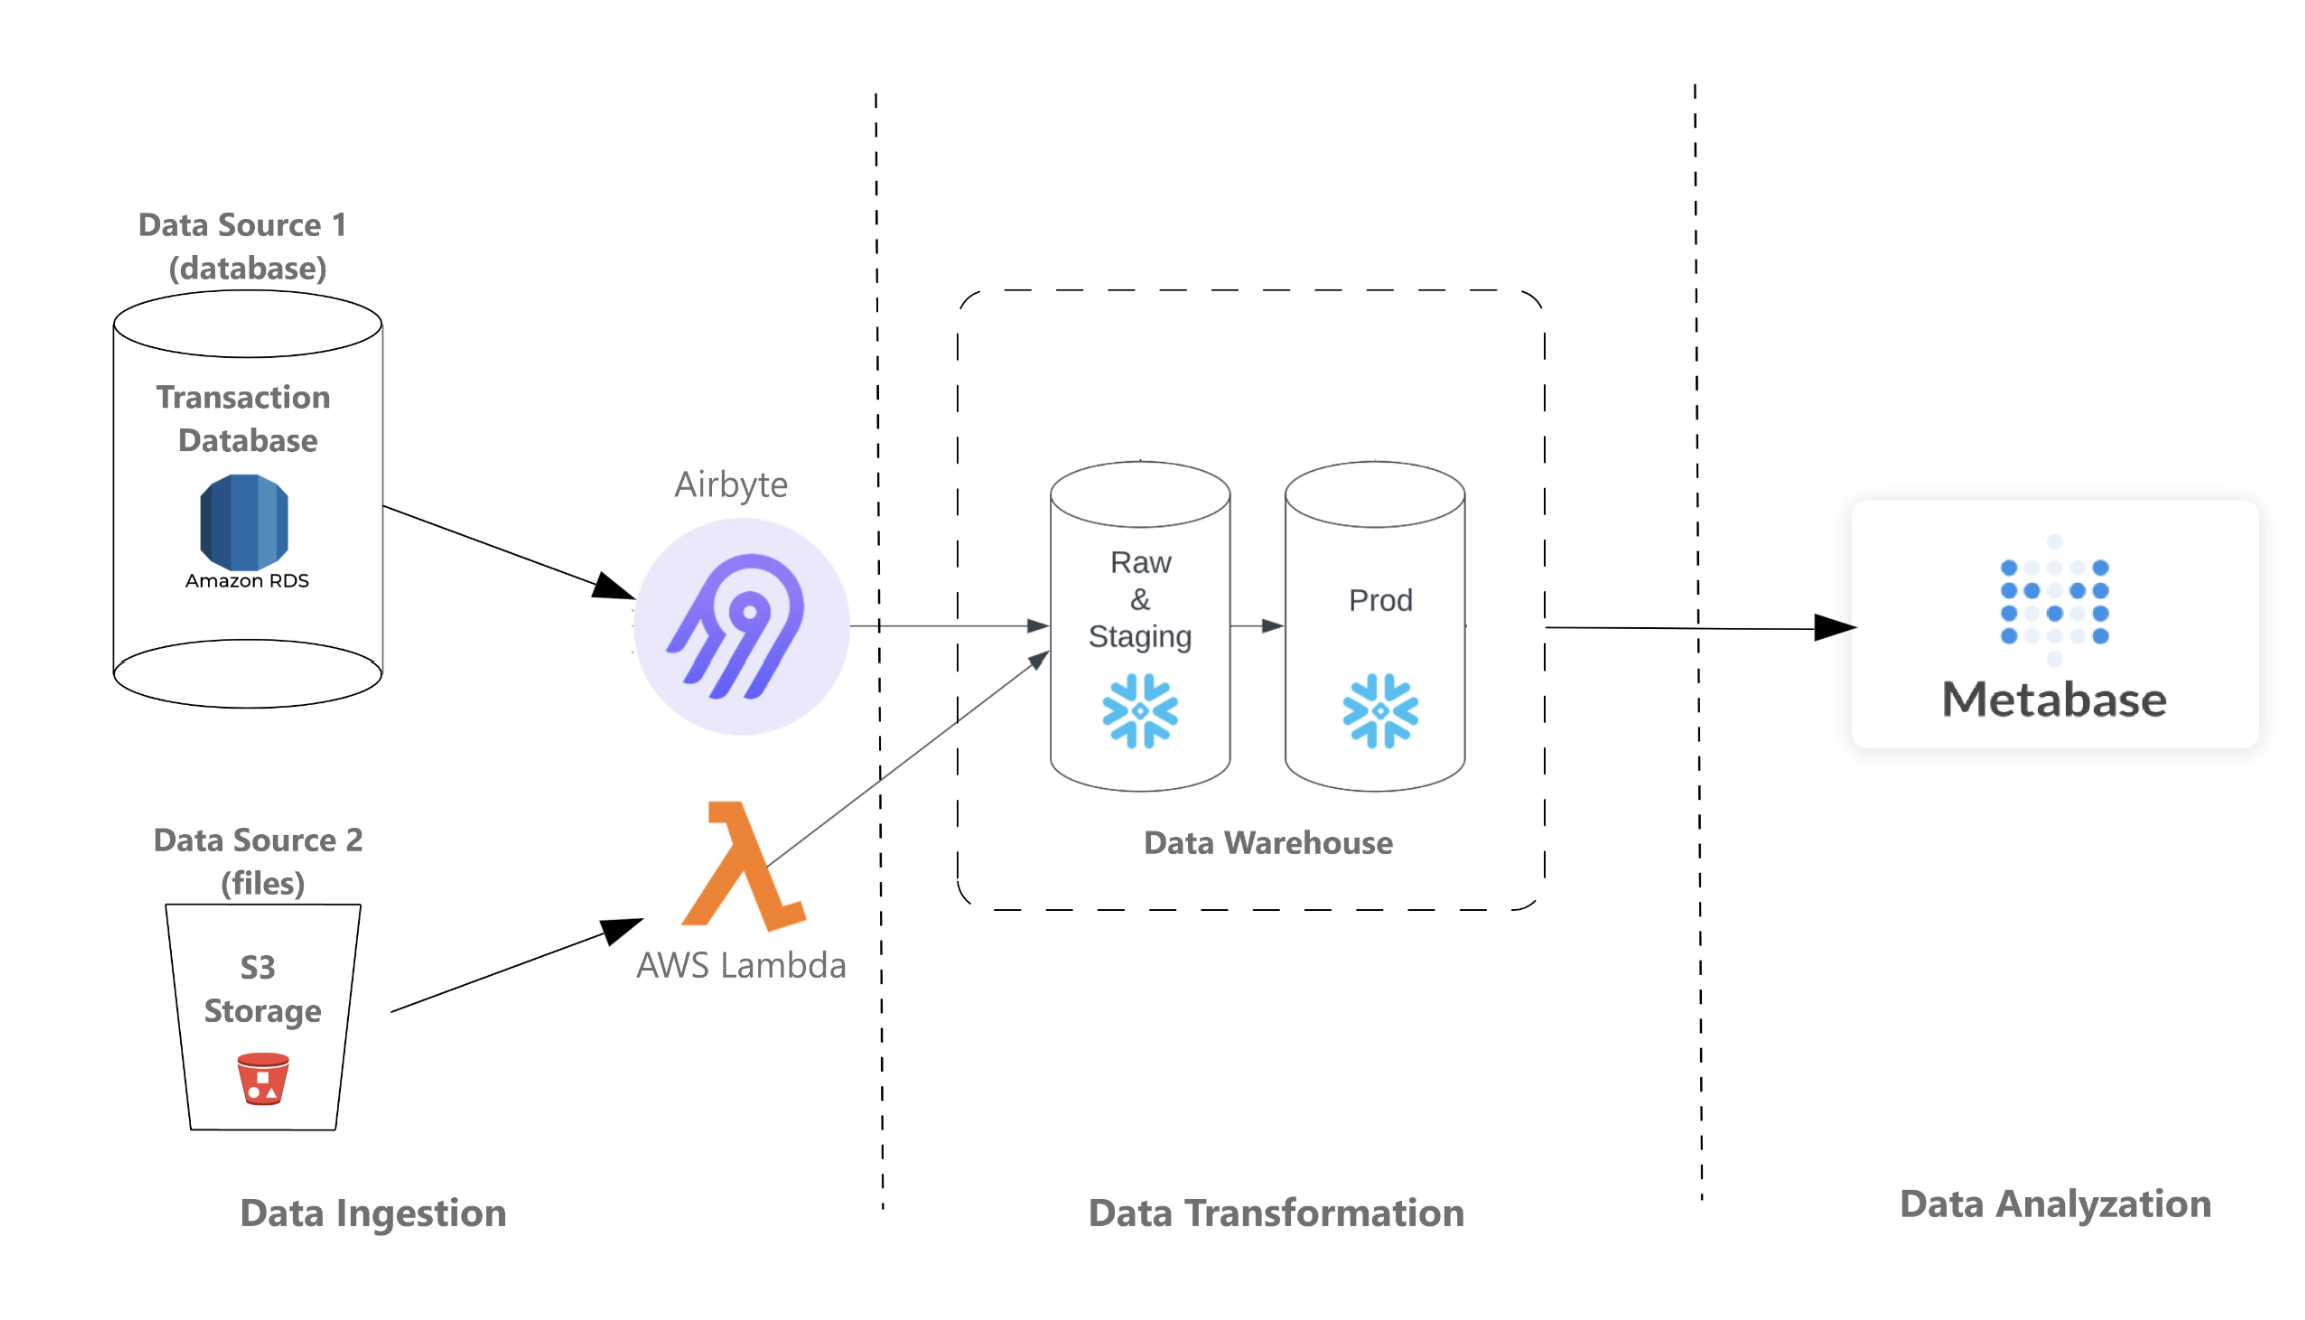 Data Source 1
(database)
Transaction
Database
Amazon RDS
Airbyte
Data Source 2
(files)
S3
Storage
AWS Lambda
Data Ingestion
Raw
&
Staging
Prod
Data Warehouse
Data Transformation
Metabase
Data Analyzation